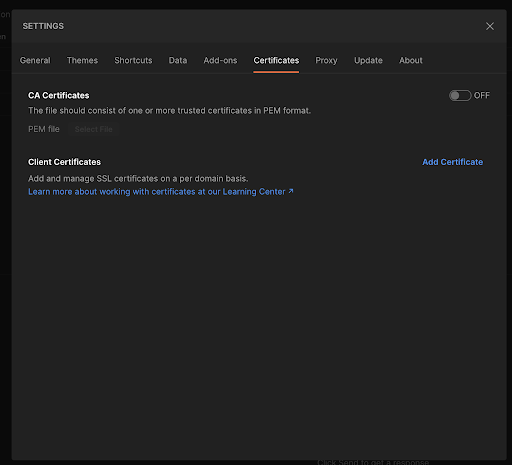 ron
en
SETTINGS
General Themes Shortcuts Data Add-ons Certificates Proxy Update About
CA Certificates OFF
The file should consist of one or more trusted certificates in PEM format.
PEM file Select File
Client Certificates Add Certificate
Add and manage SSL certificates on a per domain basis.
Learn more about working with certificates at our Learning Center ↗
Click Send to get a response